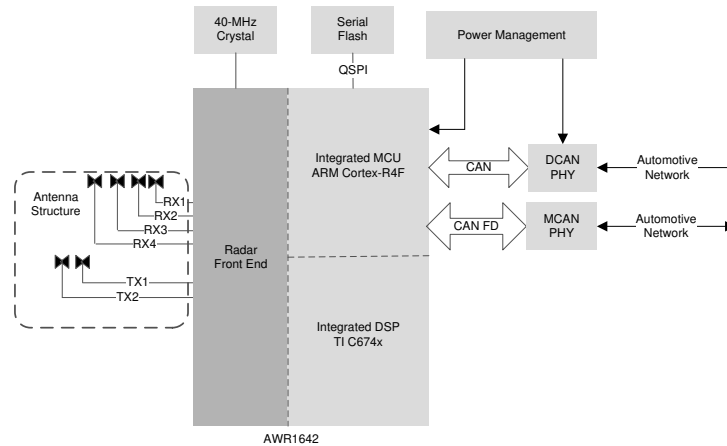 40-MHz
Crystal
Serial
Flash
Power Management
QSPI
Integrated MCU
ARM Cortex-R4F
CAN
DCAN
PHY
Automotive
Network
Antenna
Structure
RX1
RX2
RX3
RX4
CAN FD
MCAN
PHY
Automotive
Network
Radar
Front End
TX1
TX2
Integrated DSP
TI C674x
AWR1642